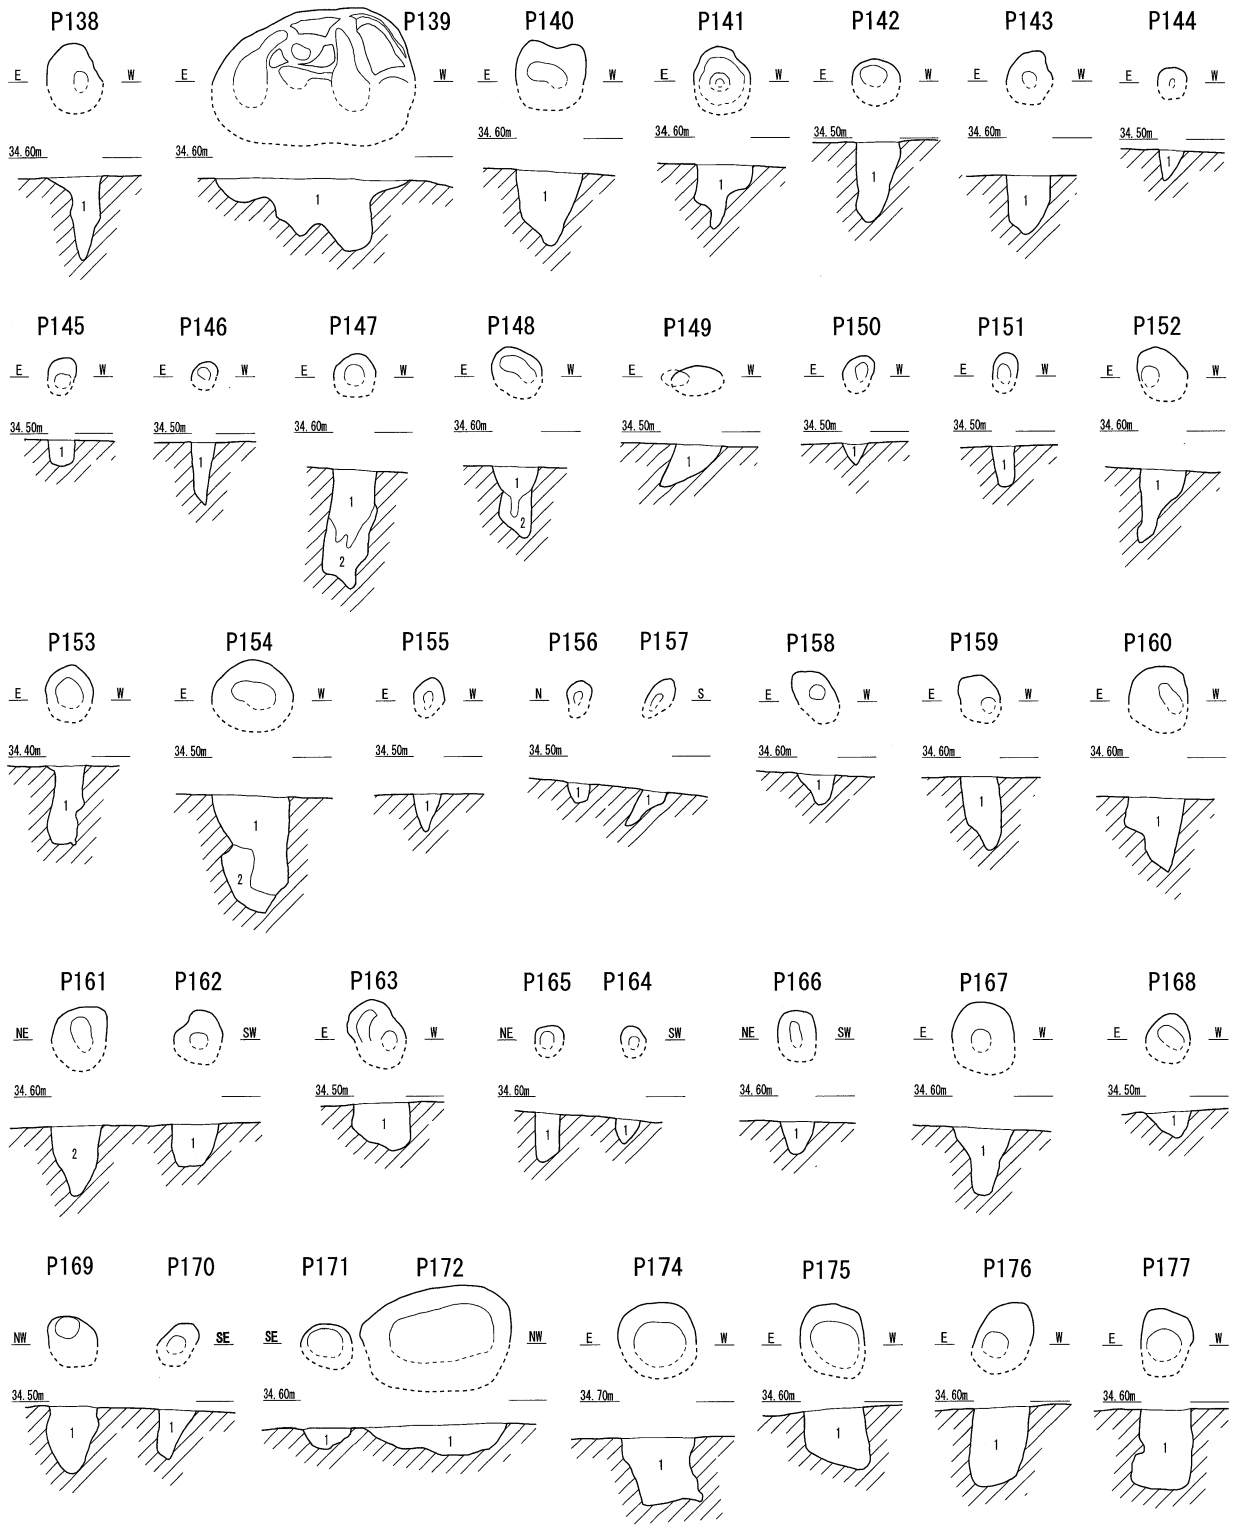 P138 P139 P140 P141 P142 P143 P144
E W E W E W E W E W E W E W
34.60m 34.60m 34.60m 34.60m 34.50m 34.60m 34.50m
1 1 1 1 1 1 1
P145 P146 P147 P148 P149 P150 P151 P152
E W E W E W E W E W E W E W E W
34.50m 34.50m 34.60m 34.60m 34.50m 34.50m 34.50m 34.60m
1 1 1 1 1 1 1 1
2 2
P153 P154 P155 P156 P157 P158 P159 P160
E W E W E W N S E W E W E W
34.40m 34.50m 34.50m 34.50m 34.60m 34.60m 34.60m
1 1 1 1 1 1 1 1
2
P161 P162 P163 P165 P164 P166 P167 P168
NE SW E W NE SW NE SW E W E W
34.60m 34.50m 34.60m 34.60m 34.60m 34.50m
2 1 1 1 1 1 1 1
P169 P170 P171 P172 P174 P175 P176 P177
NW SE SE NW E W E W E W E W
34.50m 34.60m 34.70m 34.60m 34.60m 34.60m
1 1 1 1 1 1 1 1